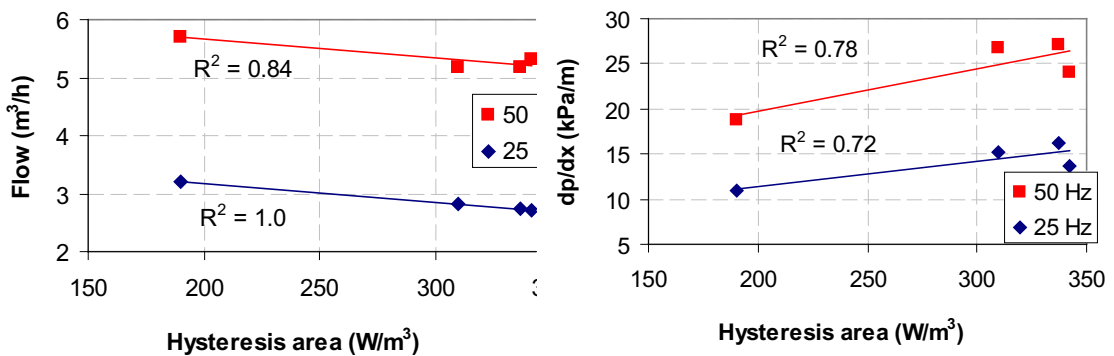 6
5
4
3
2
Flow (m³/h)
R² = 0.84
R² = 1.0
50
25
150
200
250
300
Hysteresis area (W/m³)
30
25
20
15
10
5
dp/dx (kPa/m)
R² = 0.78
R² = 0.72
50 Hz
25 Hz
150
200
250
300
350
Hysteresis area (W/m³)